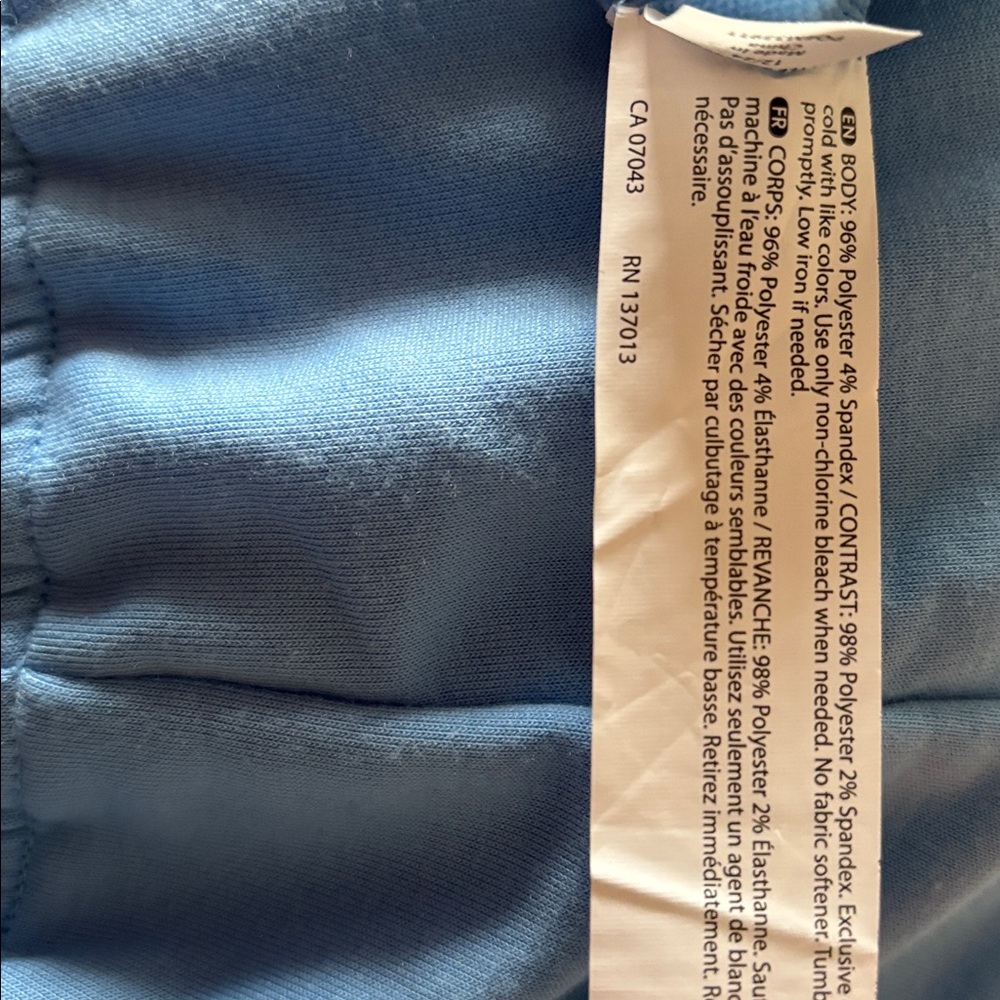 EN BODY: 96% Polyester 4% Spandex / CONTRAST: 98% Polyester 2% Spandex. Exclusive
cold with like colors. Use only non-chlorine bleach when needed. No fabric softener. Tumb
promptly. Low iron if needed.
FR CORPS: 96% Polyester 4% Élasthanne / REVANCHE: 98% Polyester 2% Élasthanne. Sau
machine à l'eau froide avec des couleurs semblables. Utilisez seulement un agent de blanc
Pas d'assouplissant. Sécher par culbutage à température basse. Retirez immédiatement. R
nécessaire.
CA 07043 RN 137013
Made in
China